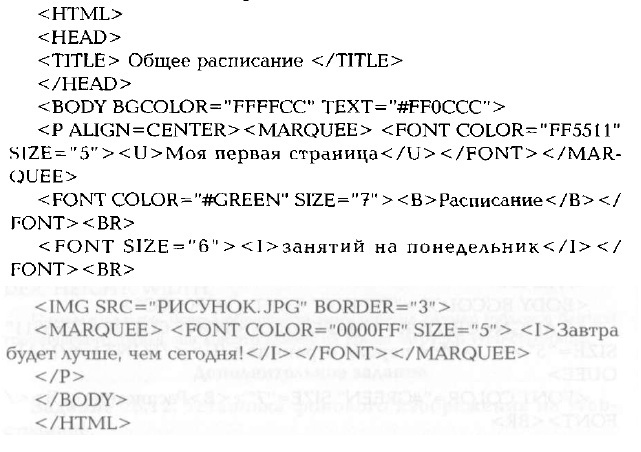 <HTML>
<HEAD>
<TITLE> Общее расписание </TITLE>
</HEAD>
<BODY BGCOLOR="FFFFCC" TEXT="#FF0CCC">
<P ALIGN=CENTER><MARQUEE> <FONT COLOR="FF5511"
SIZE="5"><U>Моя первая страница</U></FONT></MAR-
QUEE>
<FONT COLOR="#GREEN" SIZE="7"><B>Расписание</B></
FONT><BR>
<FONT SIZE="6"><I>занятий на понедельник</I></
FONT><BR>
<IMG SRC="РИСУНОК.JPG" BORDER="3">
<MARQUEE> <FONT COLOR="0000FF" SIZE="5"> <I>Завтра
будет лучше, чем сегодня!</I></FONT></MARQUEE>
</P>
</BODY>
</HTML>